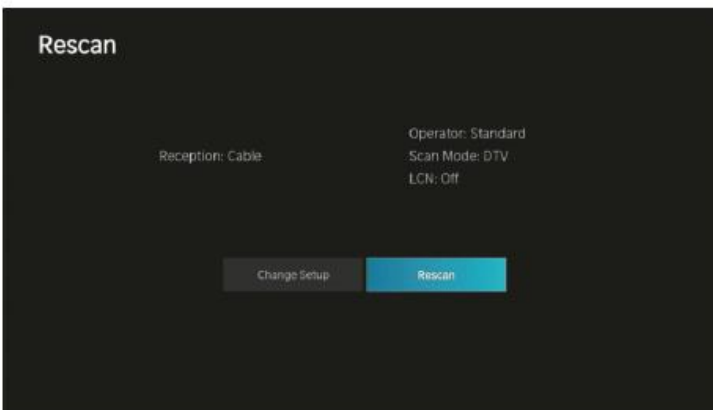 Rescan
Reception: Cable
Operator: Standard
Scan Mode: DTV
LCN: Off
Change Setup
Rescan